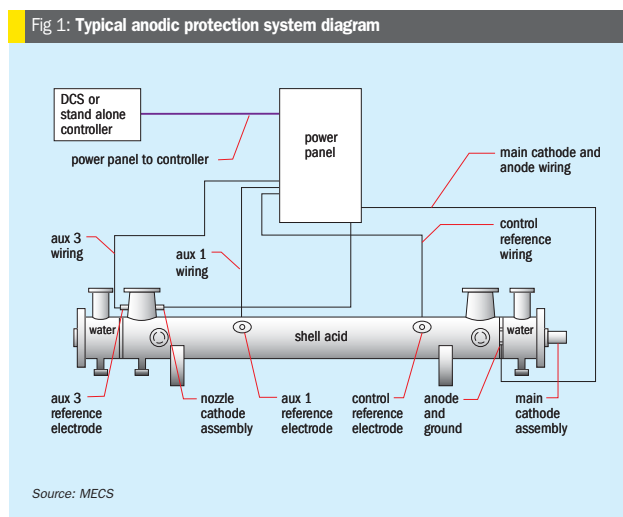 Fig 1: Typical anodic protection system diagram
DCS or
stand alone
controller
power
panel
power panel to controller
main cathode and
anode wiring
aux 3
wiring
aux 1
wiring
control
reference
wiring
water
shell acid
water
aux 3
reference
electrode
nozzle
cathode
assembly
aux 1
reference
electrode
control
reference
electrode
anode
and
ground
main
cathode
assembly
Source: MECS